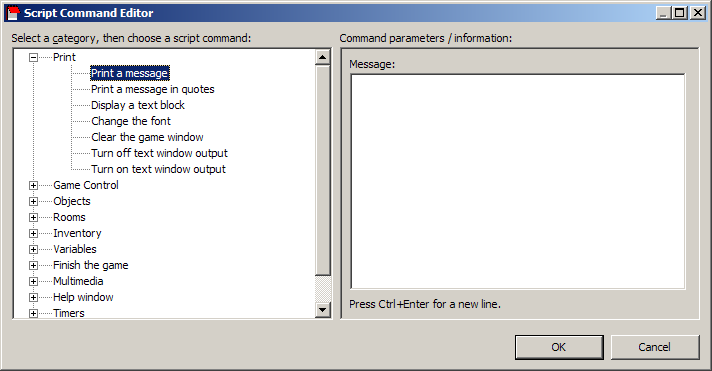 Script Command Editor
Select a category, then choose a script command:
Print
Print a message
Print a message in quotes
Display a text block
Change the font
Clear the game window
Turn off text window output
Turn on text window output
Game Control
Objects
Rooms
Inventory
Variables
Finish the game
Multimedia
Help window
Timers
Command parameters / information:
Message:
Press Ctrl+Enter for a new line.
OK
Cancel